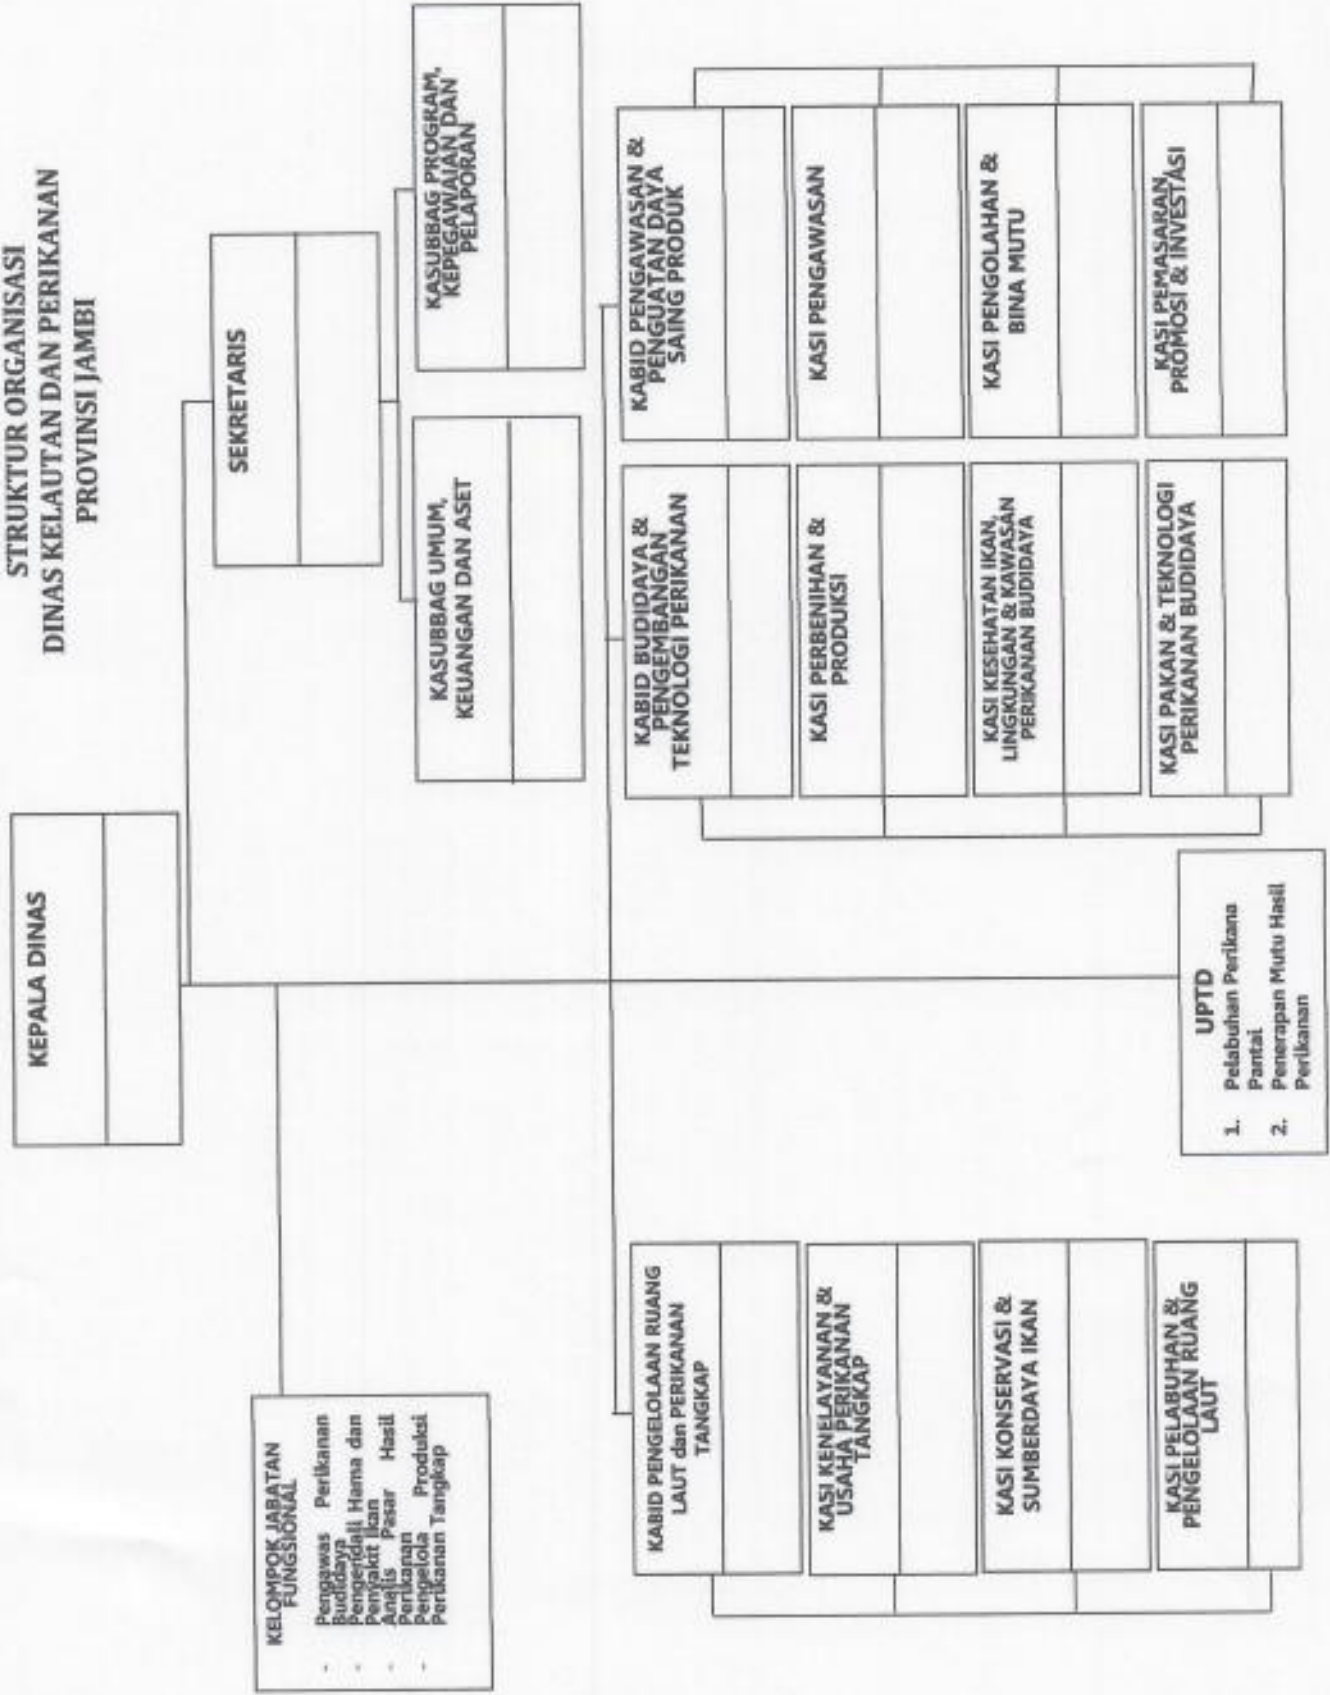 STRUKTUR ORGANISASI
DINAS KELAUTAN DAN PERIKANAN
PROVINSI JAMBI
KEPALA DINAS
SEKRETARIS
KELOMPOK JABATAN
FUNGSIONAL
- Pengawas Perikanan
Budidaya
- Pengendali Hama dan
Penyakit Ikan
- Analis Pasar Hasil
Perikanan
- Pengelola Produksi
Perikanan Tangkap
KASUBBAG UMUM,
KEUANGAN DAN ASET
KASUBBAG PROGRAM,
KEPEGAWAIAN DAN
PELAPORAN
KABID PENGELOLAAN RUANG
LAUT dan PERIKANAN
TANGKAP
KASI KENELAYANAN &
USAHA PERIKANAN
TANGKAP
KASI KONSERVASI &
SUMBERDAYA IKAN
KASI PELABUHAN &
PENGELOLAAN RUANG
LAUT
KABID BUDIDAYA &
PENGEMBANGAN
TEKNOLOGI PERIKANAN
KASI PERBENIHAN &
PRODUKSI
KASI KESEHATAN IKAN,
LINGKUNGAN & KAWASAN
PERIKANAN BUDIDAYA
KASI PAKAN & TEKNOLOGI
PERIKANAN BUDIDAYA
KABID PENGAWASAN &
PENGUATAN DAYA
SAING PRODUK
KASI PENGAWASAN
KASI PENGOLAHAN &
BINA MUTU
KASI PEMASARAN,
PROMOSI & INVESTASI
UPTD
1. Pelabuhan Perikana
Pantai
2. Penerapan Mutu Hasil
Perikanan